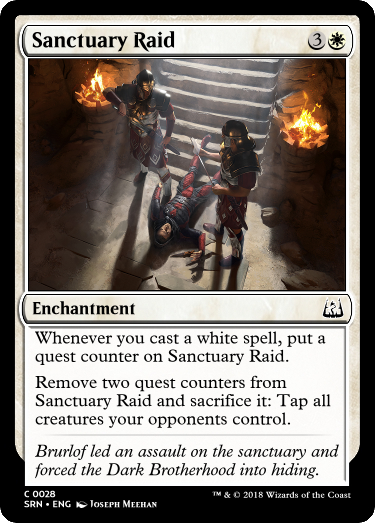 Sanctuary Raid 3
Enchantment
Whenever you cast a white spell, put a
quest counter on Sanctuary Raid.
Remove two quest counters from
Sanctuary Raid and sacrifice it: Tap all
creatures your opponents control.
Brurlof led an assault on the sanctuary and
forced the Dark Brotherhood into hiding.
C 0028
SRN • ENG Joseph Meehan
™ & © 2018 Wizards of the Coast